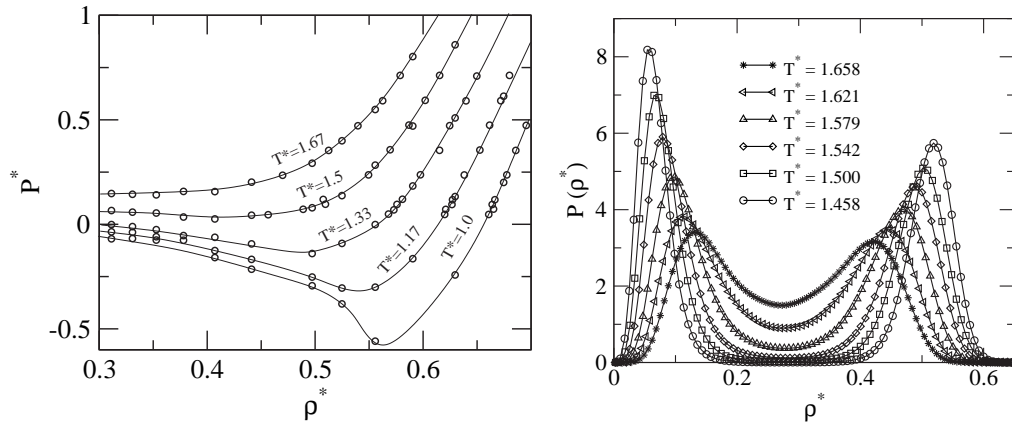 1
0.5
0
-0.5
P*
T*=1.67
T*=1.5
T*=1.33
T*=1.17
T*=1.0
0.3
0.4
0.5
0.6
ρ*
8
6
4
2
0
P(ρ*)
T* = 1.658
T* = 1.621
T* = 1.579
T* = 1.542
T* = 1.500
T* = 1.458
0
0.2
0.4
0.6
ρ*